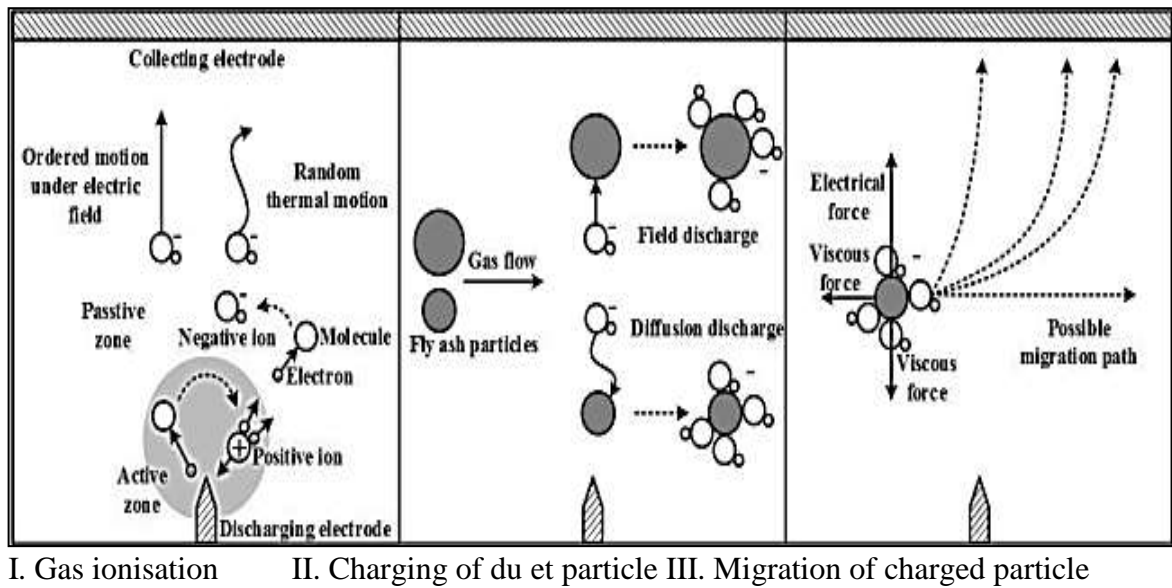 Collecting electrode
Ordered motion
under electric
field
Random
thermal motion
Passtive
zone
Negative ion
Molecule
Electron
Positive ion
Active
zone
Discharging electrode
Gas flow
Fly ash particles
Field discharge
Diffusion discharge
Electrical
force
Viscous
force
Viscous
force
Possible
migration path
I. Gas ionisation II. Charging of du et particle III. Migration of charged particle